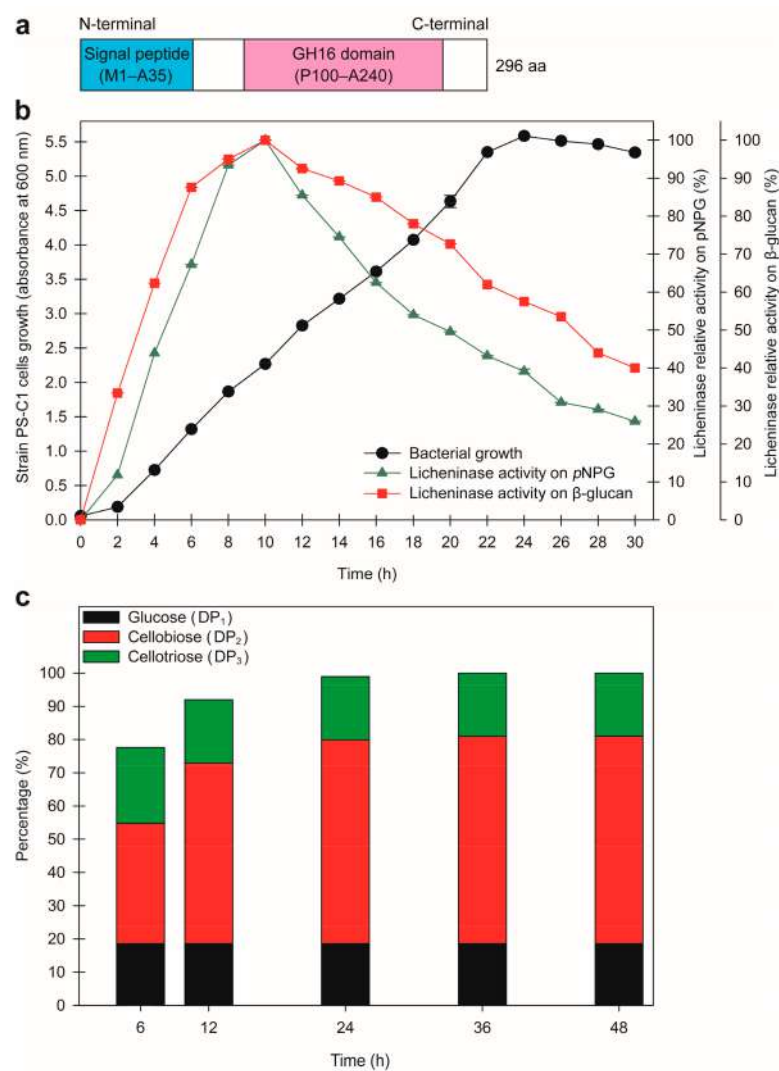 a
N-terminal C-terminal
Signal peptide
(M1–A35)
GH16 domain
(P100–A240)
296 aa
b
Strain PS-C1 cells growth (absorbance at 600 nm)
5.5
5.0
4.5
4.0
3.5
3.0
2.5
2.0
1.5
1.0
0.5
0.0
Bacterial growth
Licheninase activity on pNPG
Licheninase activity on β-glucan
0 2 4 6 8 10 12 14 16 18 20 22 24 26 28 30
Time (h)
100
90
80
70
60
50
40
30
20
10
0
Licheninase relative activity on pNPG (%)
100
90
80
70
60
50
40
30
20
10
0
Licheninase relative activity on β-glucan (%)
c
Glucose (DP₁)
Cellobiose (DP₂)
Cellotriose (DP₃)
Percentage (%)
100
90
80
70
60
50
40
30
20
10
0
6 12 24 36 48
Time (h)